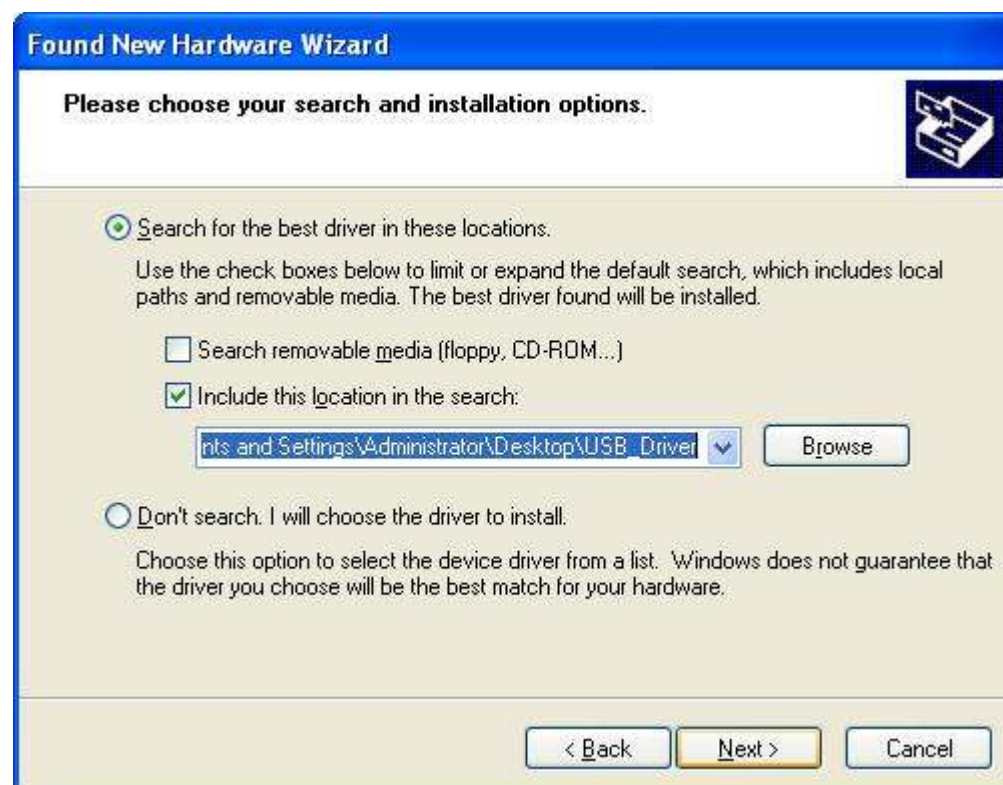 Found New Hardware Wizard
Please choose your search and installation options.
Search for the best driver in these locations.
Use the check boxes below to limit or expand the default search, which includes local
paths and removable media. The best driver found will be installed.
Search removable media (floppy, CD-ROM...)
Include this location in the search:
nts and Settings\Administrator\Desktop\USB_Driver
Browse
Don't search. I will choose the driver to install.
Choose this option to select the device driver from a list. Windows does not guarantee that
the driver you choose will be the best match for your hardware.
< Back Next > Cancel